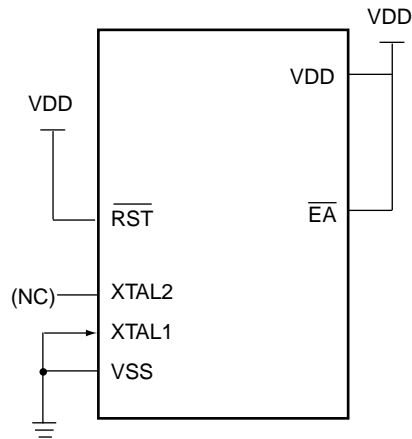 VDD
VDD
VDD
RST
EA
(NC)
XTAL2
XTAL1
VSS